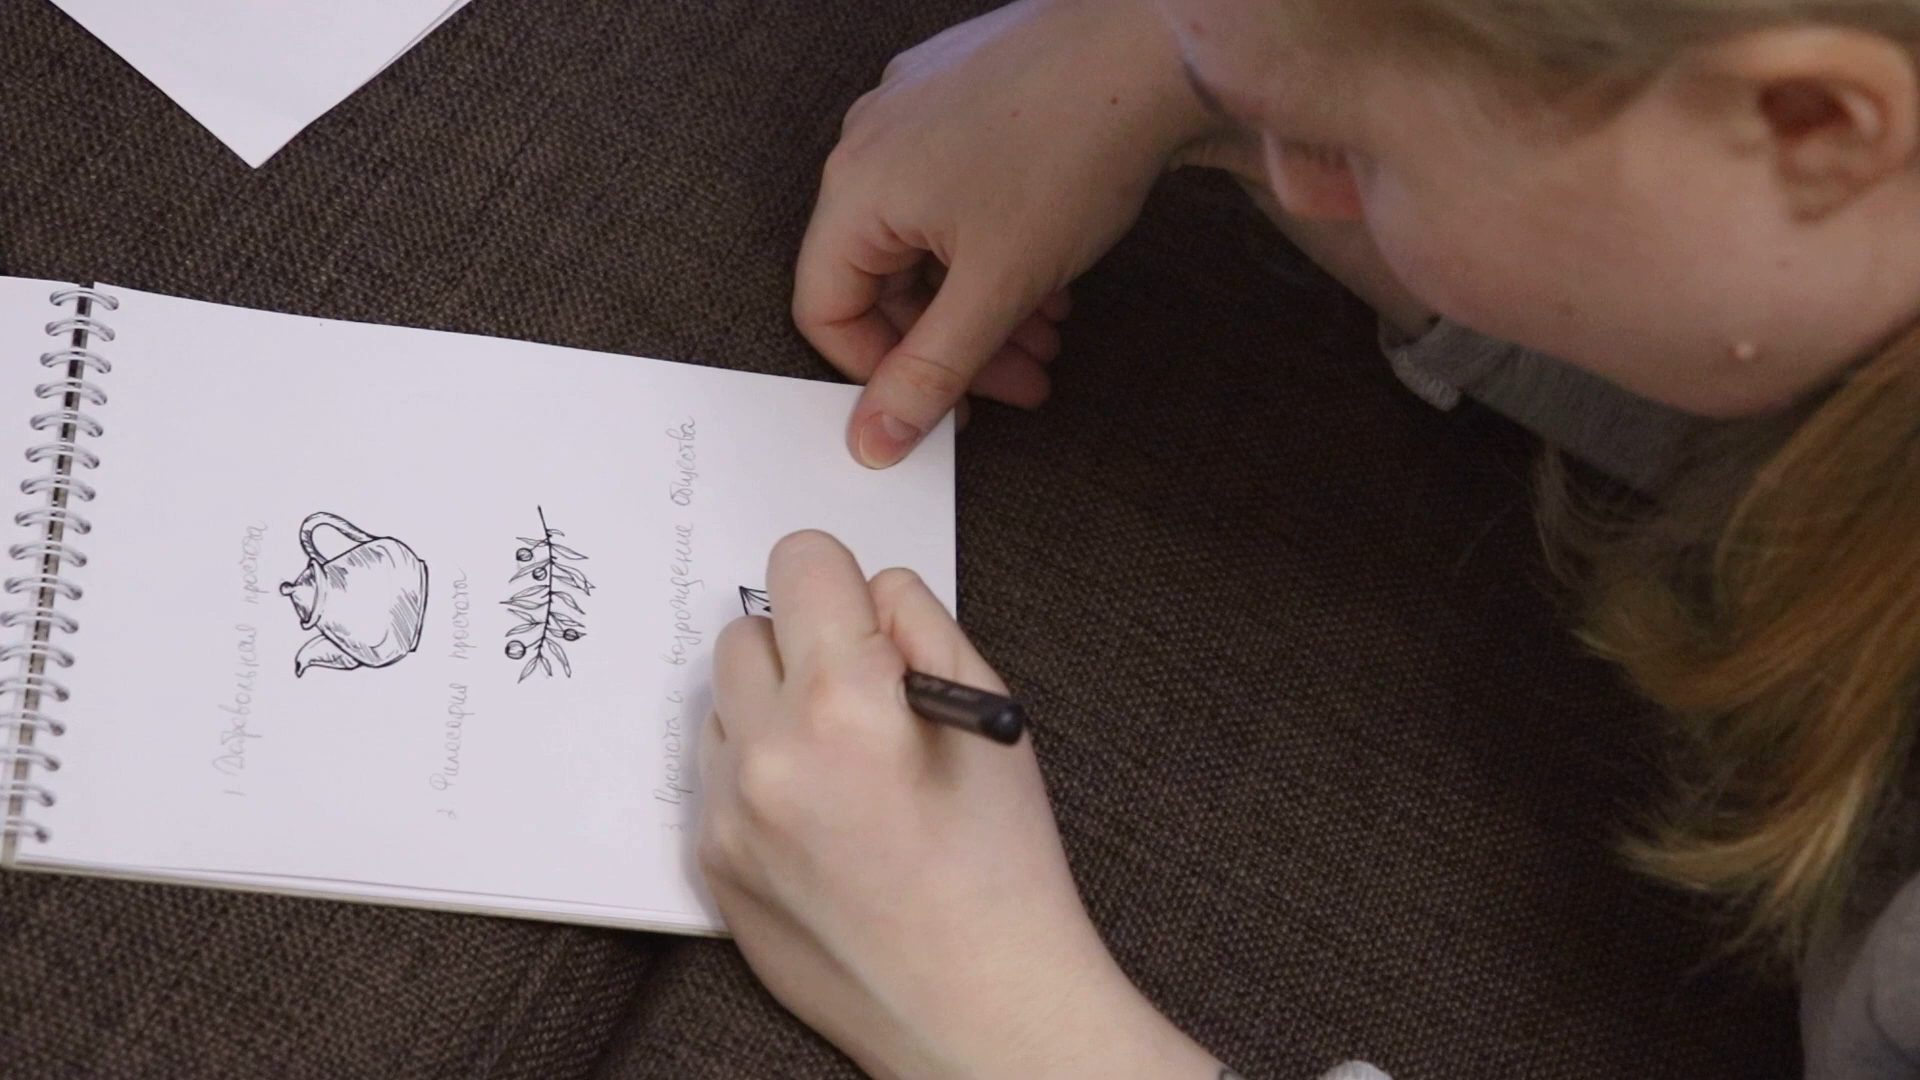 1 Добровольная простота
2 Философия простоты
3 Простота и возрождение общества